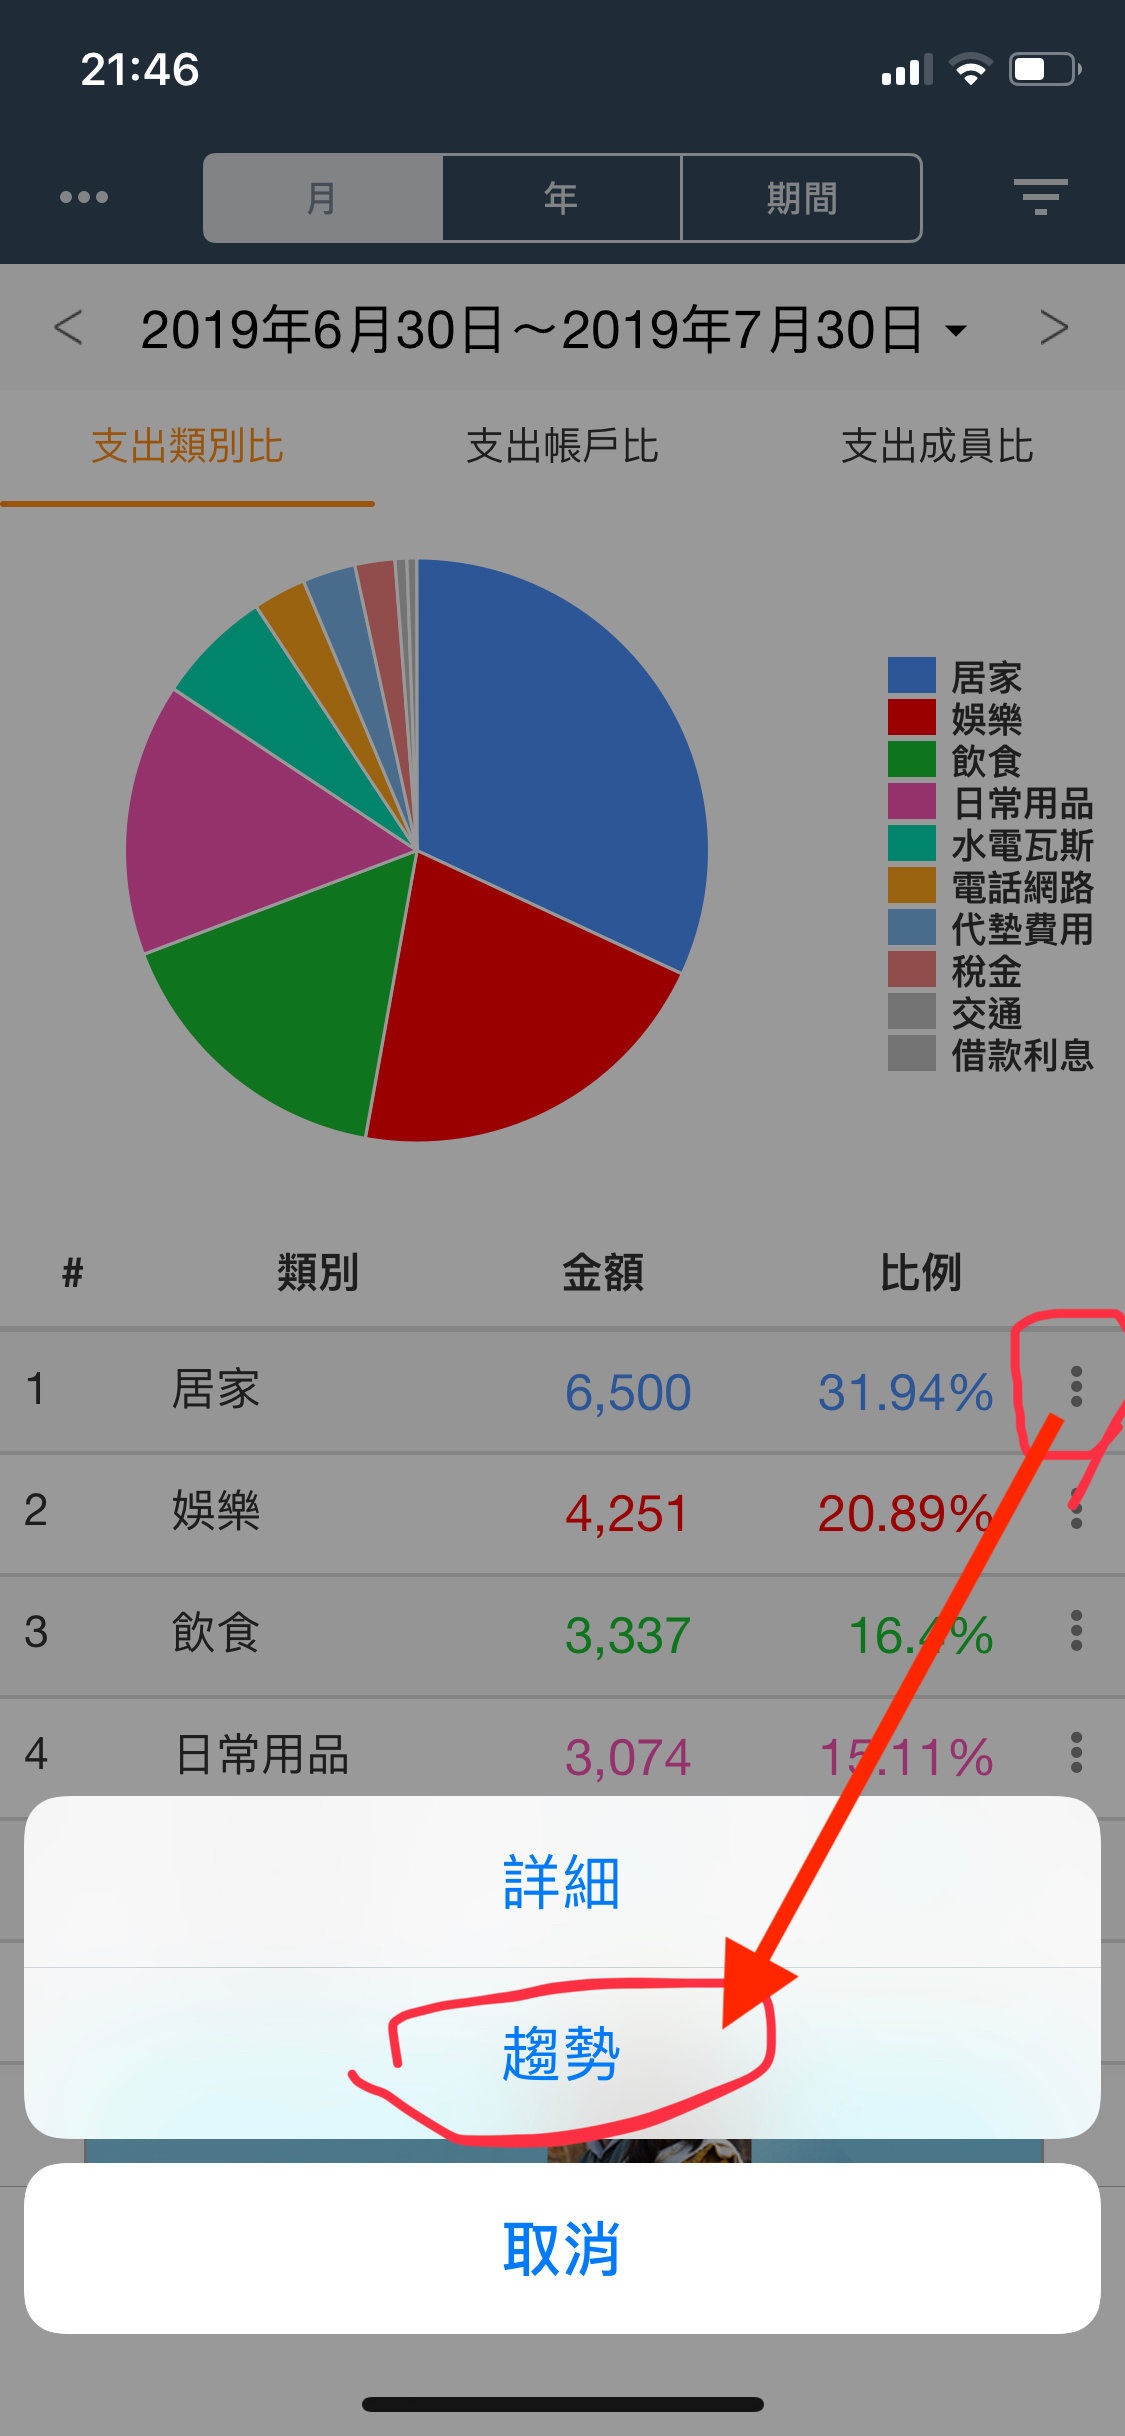 21:46
月 年 期間
2019年6月30日～2019年7月30日
支出類別比 支出帳戶比 支出成員比
居家
娛樂
飲食
日常用品
水電瓦斯
電話網路
代墊費用
稅金
交通
借款利息
# 類別 金額 比例
1 居家 6,500 31.94%
2 娛樂 4,251 20.89%
3 飲食 3,337 16.4%
4 日常用品 3,074 15.11%
詳細
趨勢
取消